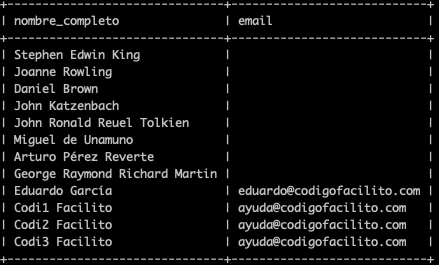 nombre_completo | email
Stephen Edwin King
Joanne Rowling
Daniel Brown
John Katzenbach
John Ronald Reuel Tolkien
Miguel de Unamuno
Arturo Pérez Reverte
George Raymond Richard Martin
Eduardo García | eduardo@codigofacilito.com
Codi1 Facilito | ayuda@codigofacilito.com
Codi2 Facilito | ayuda@codigofacilito.com
Codi3 Facilito | ayuda@codigofacilito.com